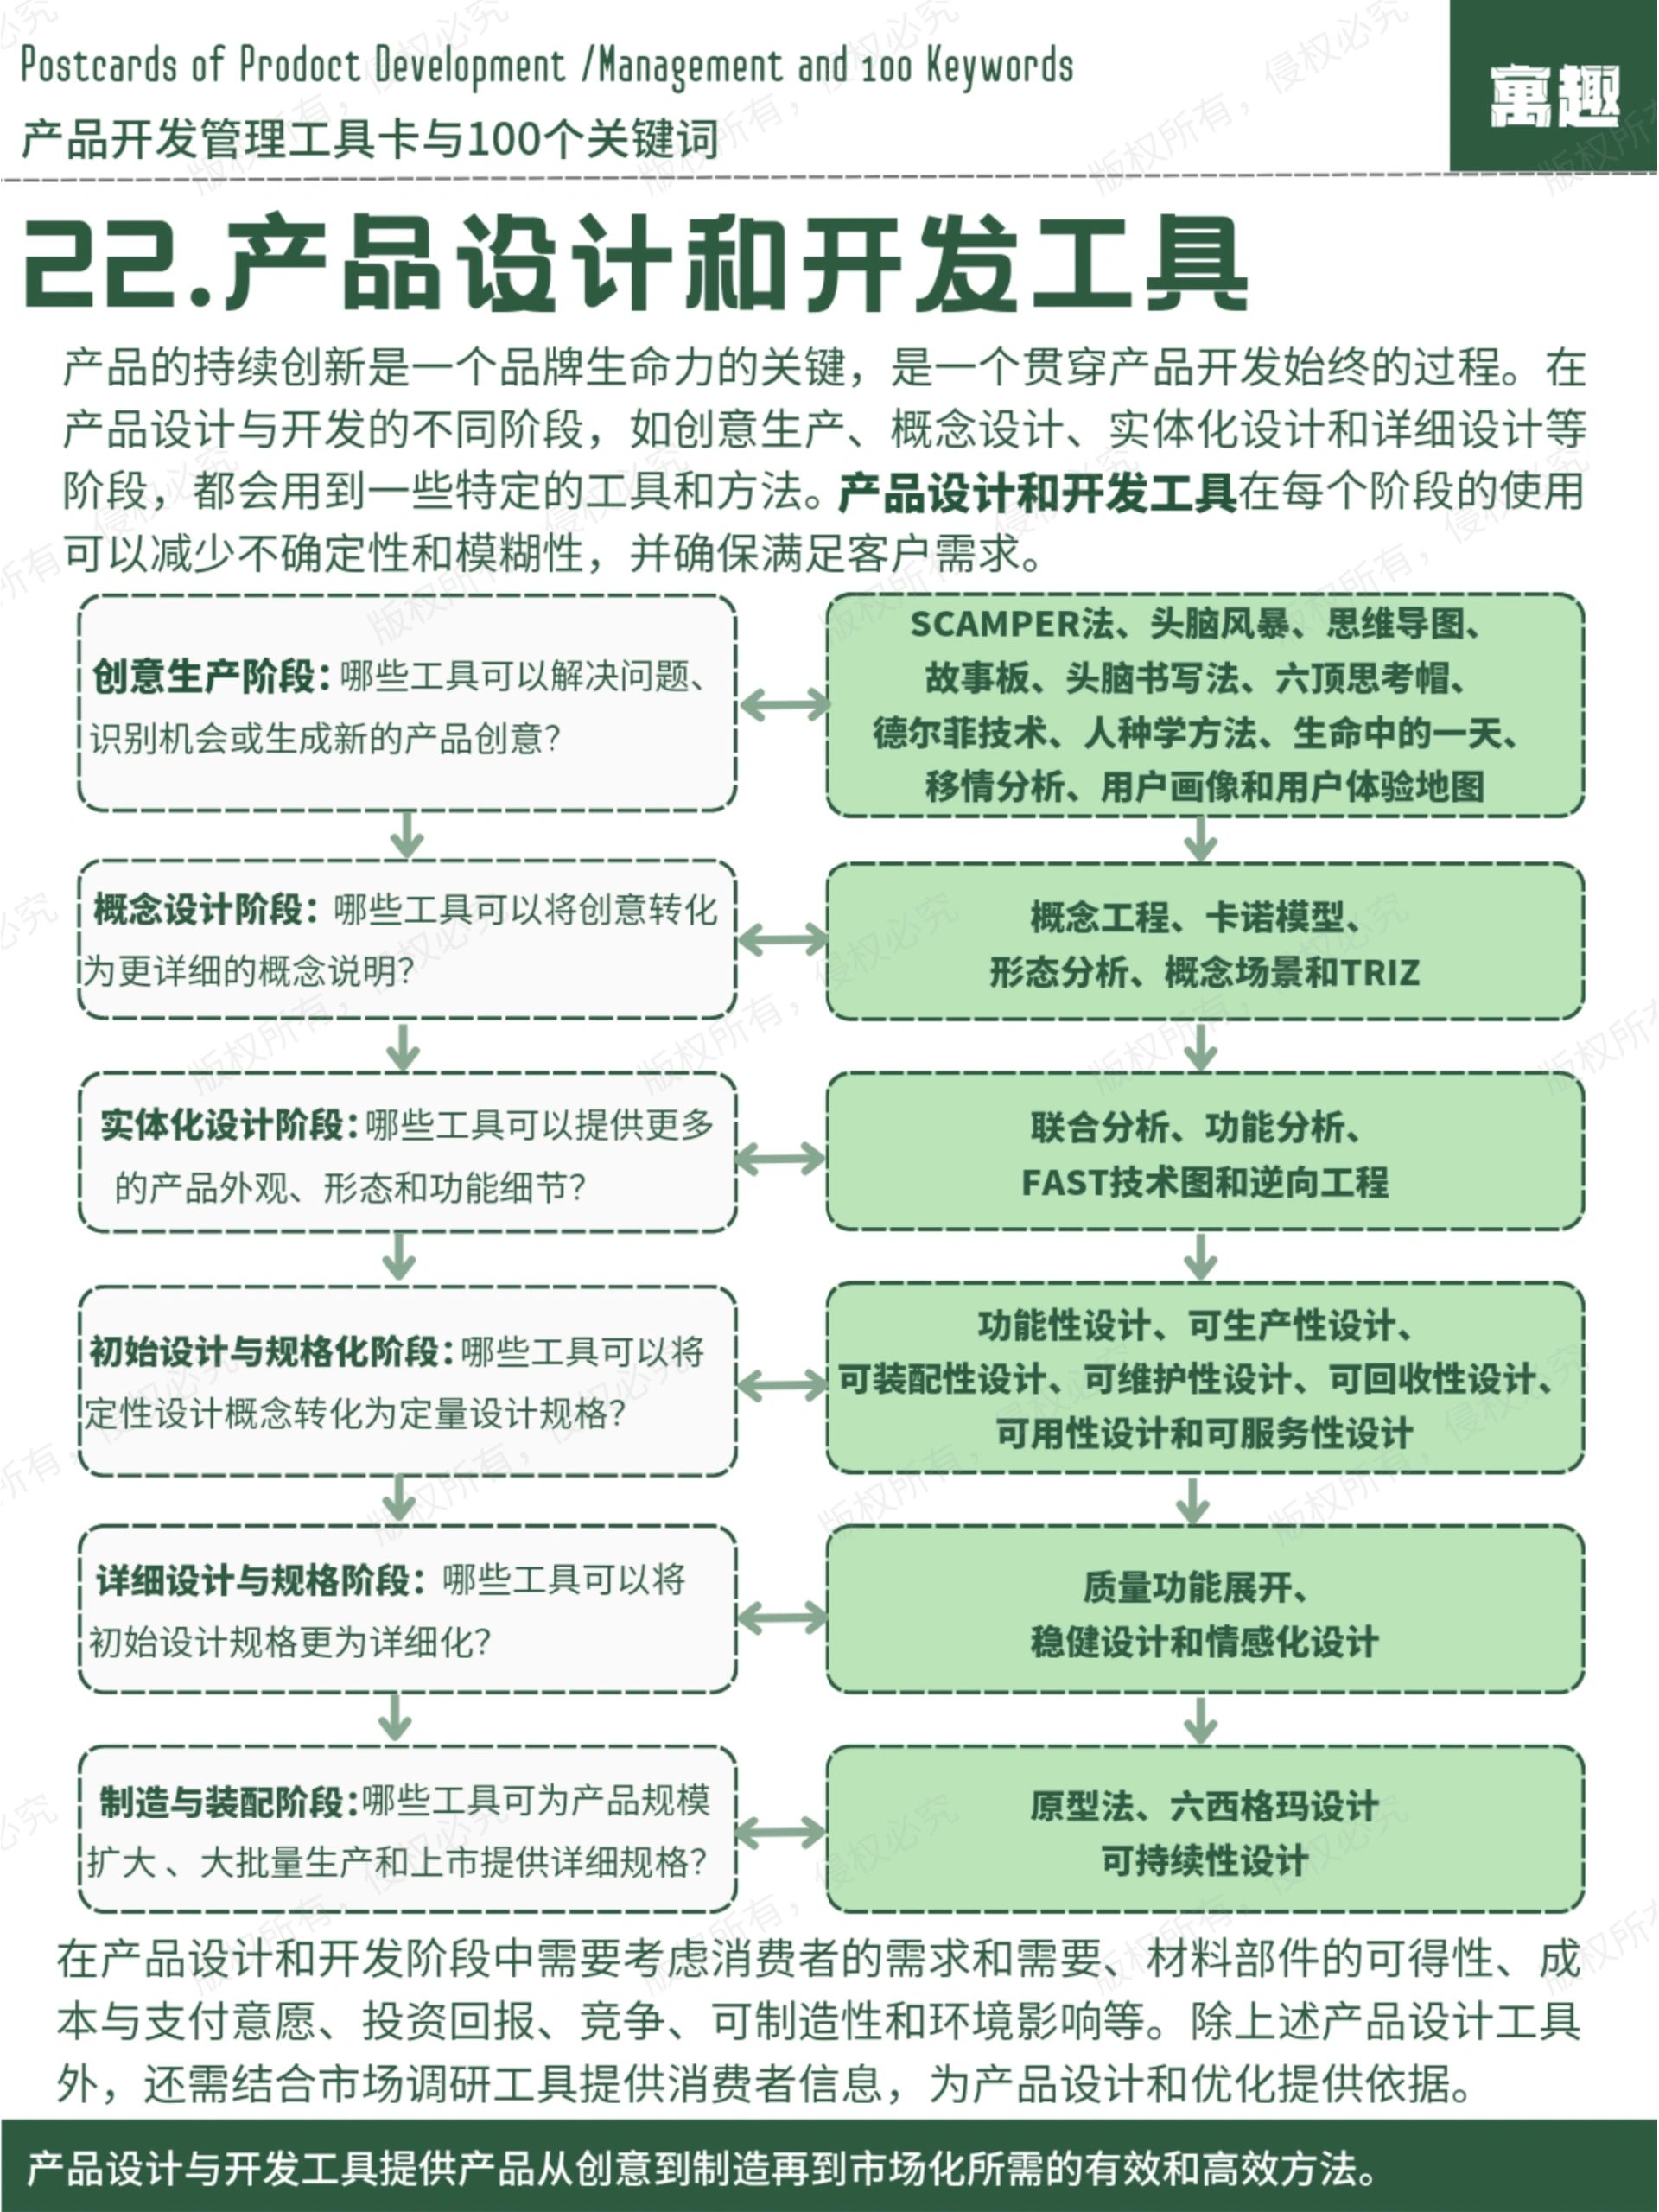 Postcards of Prodoct Development /Management and 100 Keywords
产品开发管理工具卡与100个关键词
寓趣
22.产品设计和开发工具
产品的持续创新是一个品牌生命力的关键，是一个贯穿产品开发始终的过程。在
产品设计与开发的不同阶段，如创意生产、概念设计、实体化设计和详细设计等
阶段，都会用到一些特定的工具和方法。产品设计和开发工具在每个阶段的使用
可以减少不确定性和模糊性，并确保满足客户需求。
创意生产阶段：哪些工具可以解决问题、
识别机会或生成新的产品创意？
SCAMPER法、头脑风暴、思维导图、
故事板、头脑书写法、六顶思考帽、
德尔菲技术、人种学方法、生命中的一天、
移情分析、用户画像和用户体验地图
概念设计阶段：哪些工具可以将创意转化
为更详细的概念说明？
概念工程、卡诺模型、
形态分析、概念场景和TRIZ
实体化设计阶段：哪些工具可以提供更多
的产品外观、形态和功能细节？
联合分析、功能分析、
FAST技术图和逆向工程
初始设计与规格化阶段：哪些工具可以将
定性设计概念转化为定量设计规格？
功能性设计、可生产性设计、
可装配性设计、可维护性设计、可回收性设计、
可用性设计和可服务性设计
详细设计与规格阶段：哪些工具可以将
初始设计规格更为详细化？
质量功能展开、
稳健设计和情感化设计
制造与装配阶段：哪些工具可为产品规模
扩大 、大批量生产和上市提供详细规格？
原型法、六西格玛设计
可持续性设计
在产品设计和开发阶段中需要考虑消费者的需求和需要、材料部件的可得性、成
本与支付意愿、投资回报、竞争、可制造性和环境影响等。除上述产品设计工具
外，还需结合市场调研工具提供消费者信息，为产品设计和优化提供依据。
产品设计与开发工具提供产品从创意到制造再到市场化所需的有效和高效方法。
版权所有，侵权必究